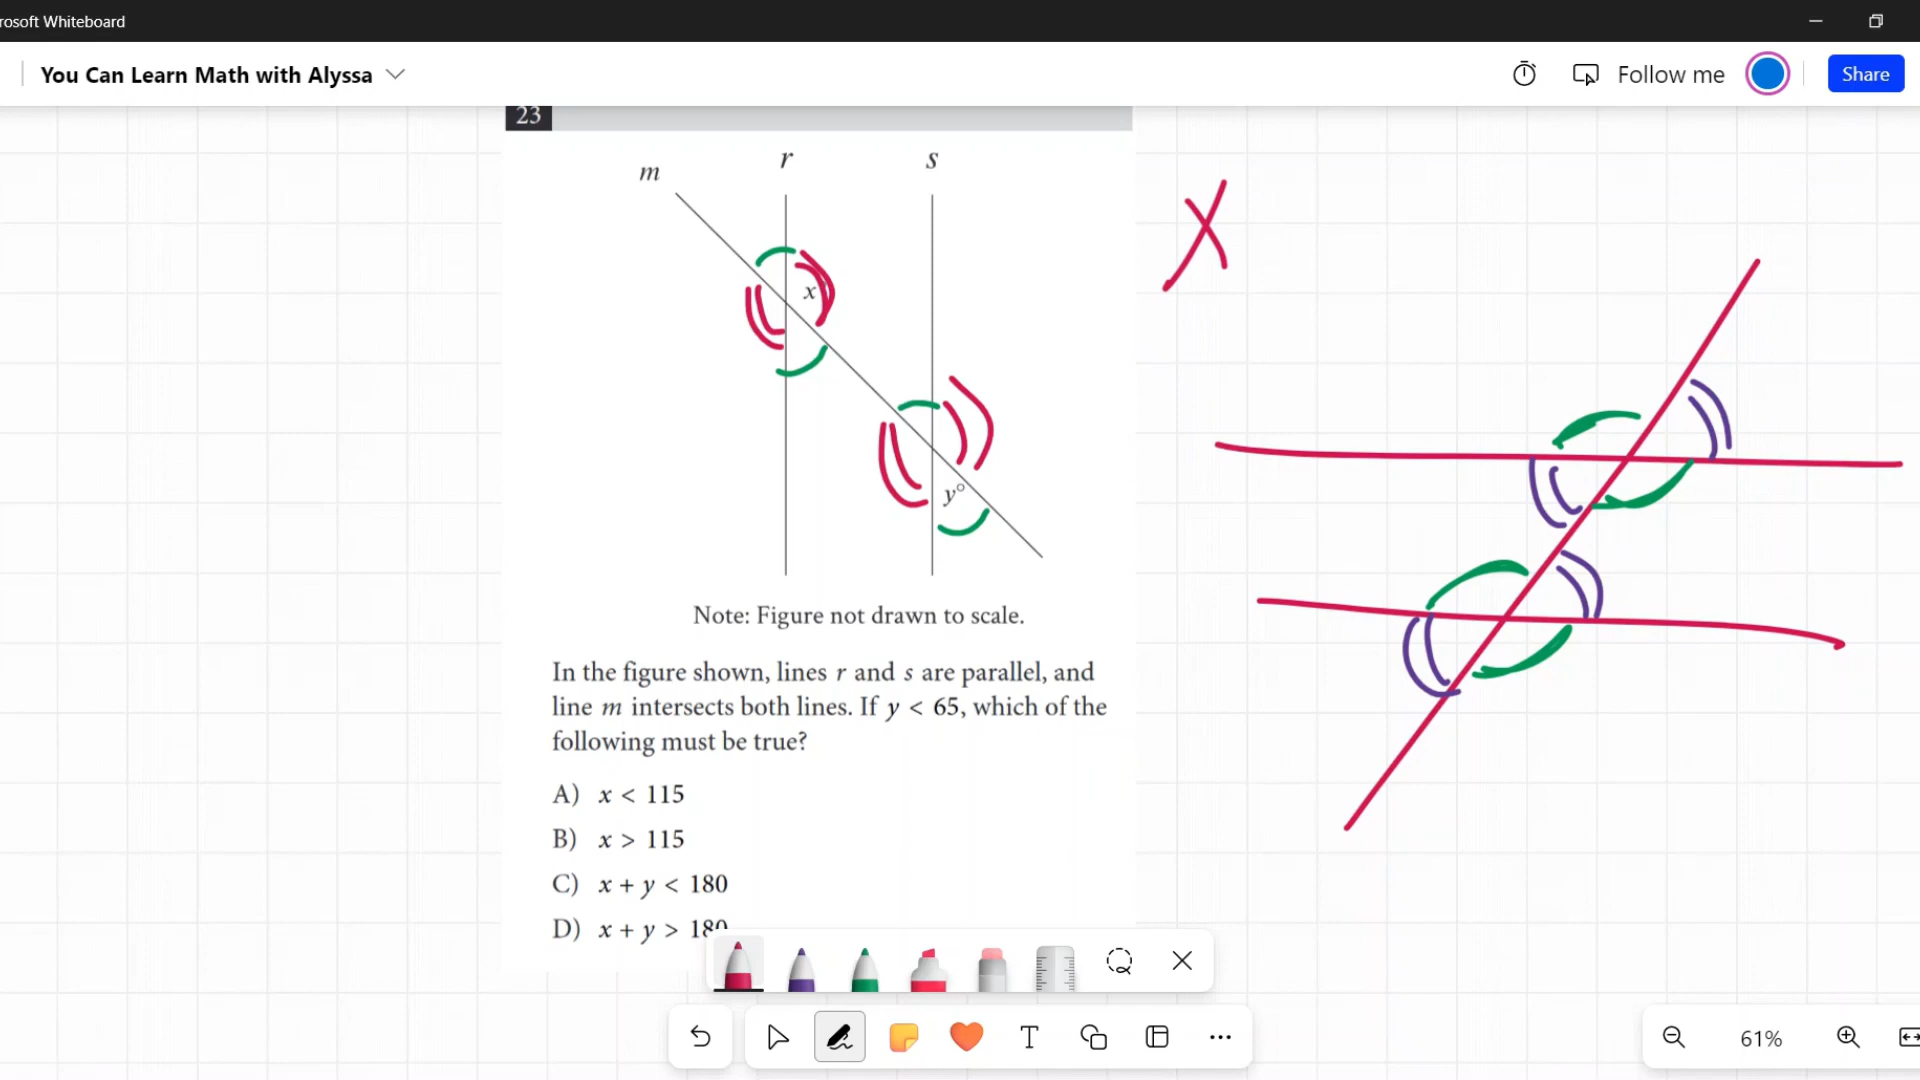 rosoft Whiteboard
You Can Learn Math with Alyssa
Follow me
Share
23
m
r
s
x
x
y°
Note: Figure not drawn to scale.
In the figure shown, lines r and s are parallel, and
line m intersects both lines. If y < 65, which of the
following must be true?
A) x < 115
B) x > 115
C) x + y < 180
D) x + y > 180
T
61%